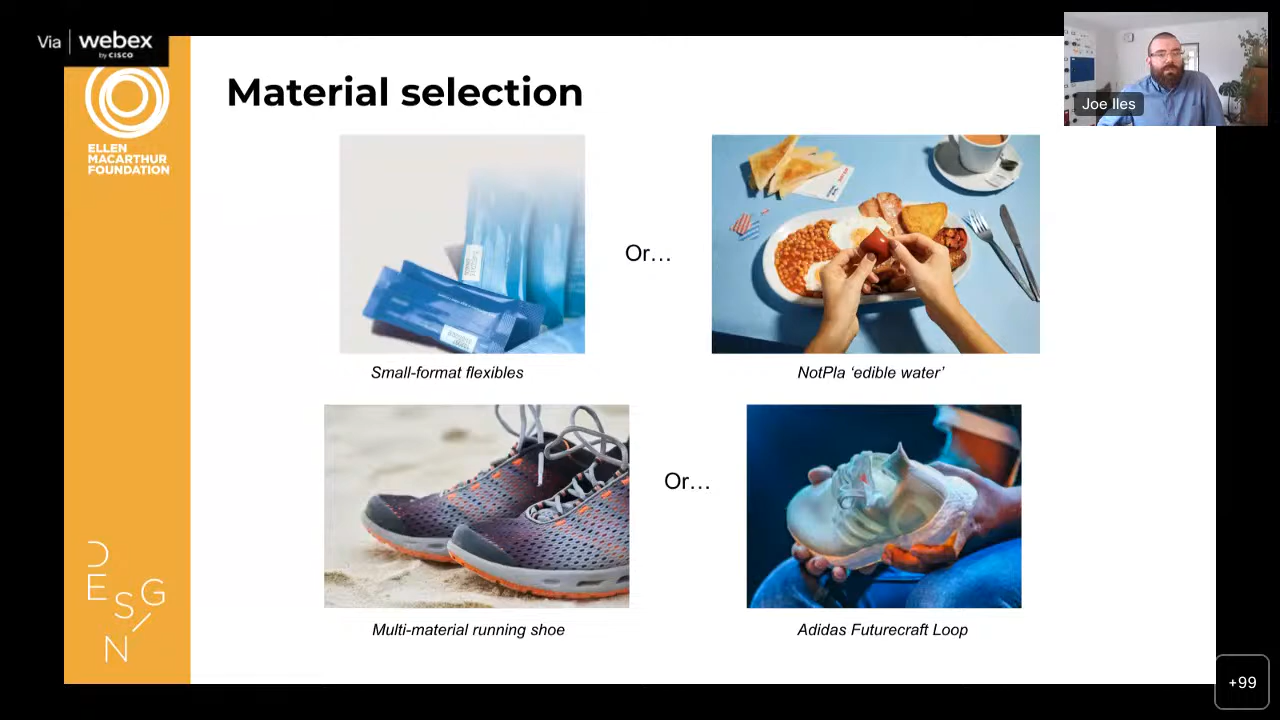 Via webex
by CISCO
Joe Iles
ELLEN
MACARTHUR
FOUNDATION
Material selection
Or…
Small-format flexibles
NotPla ‘edible water’
Or…
Multi-material running shoe
Adidas Futurecraft Loop
DESIGN
+99